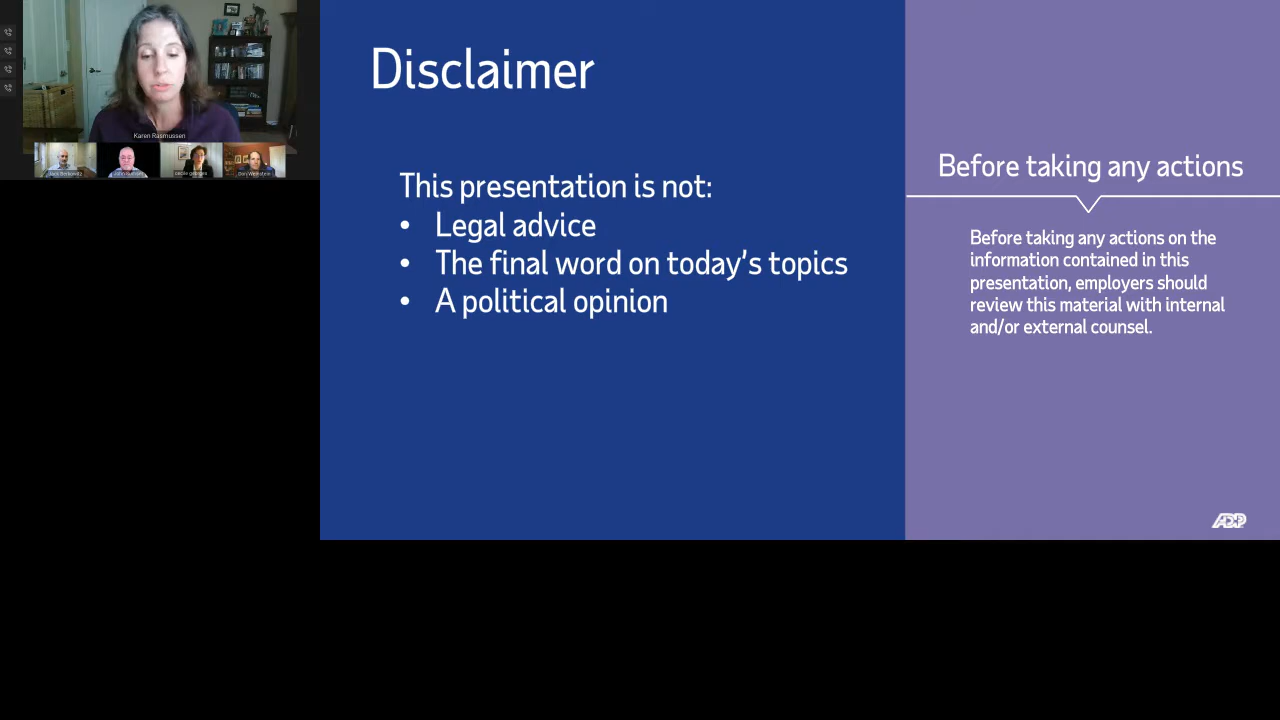 Karen Rasmussen
Disclaimer
This presentation is not:
• Legal advice
• The final word on today's topics
• A political opinion
Before taking any actions
Before taking any actions on the
information contained in this
presentation, employers should
review this material with internal
and/or external counsel.
ADP